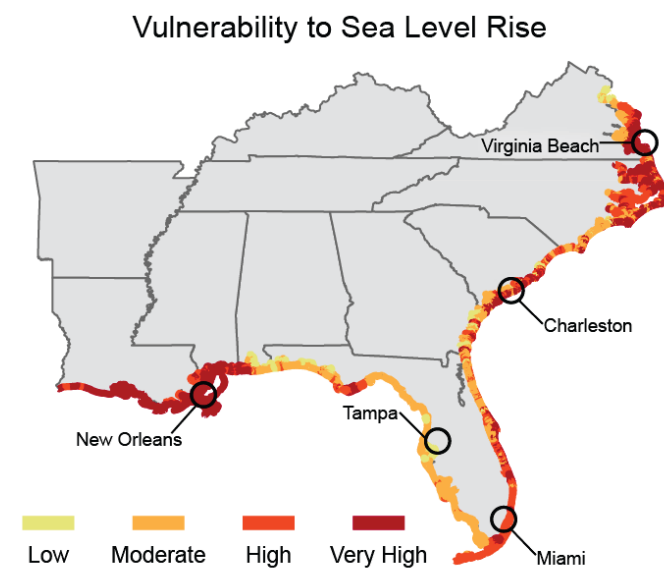 Vulnerability to Sea Level Rise
Virginia Beach
Charleston
Tampa
New Orleans
Miami
Low
Moderate
High
Very High